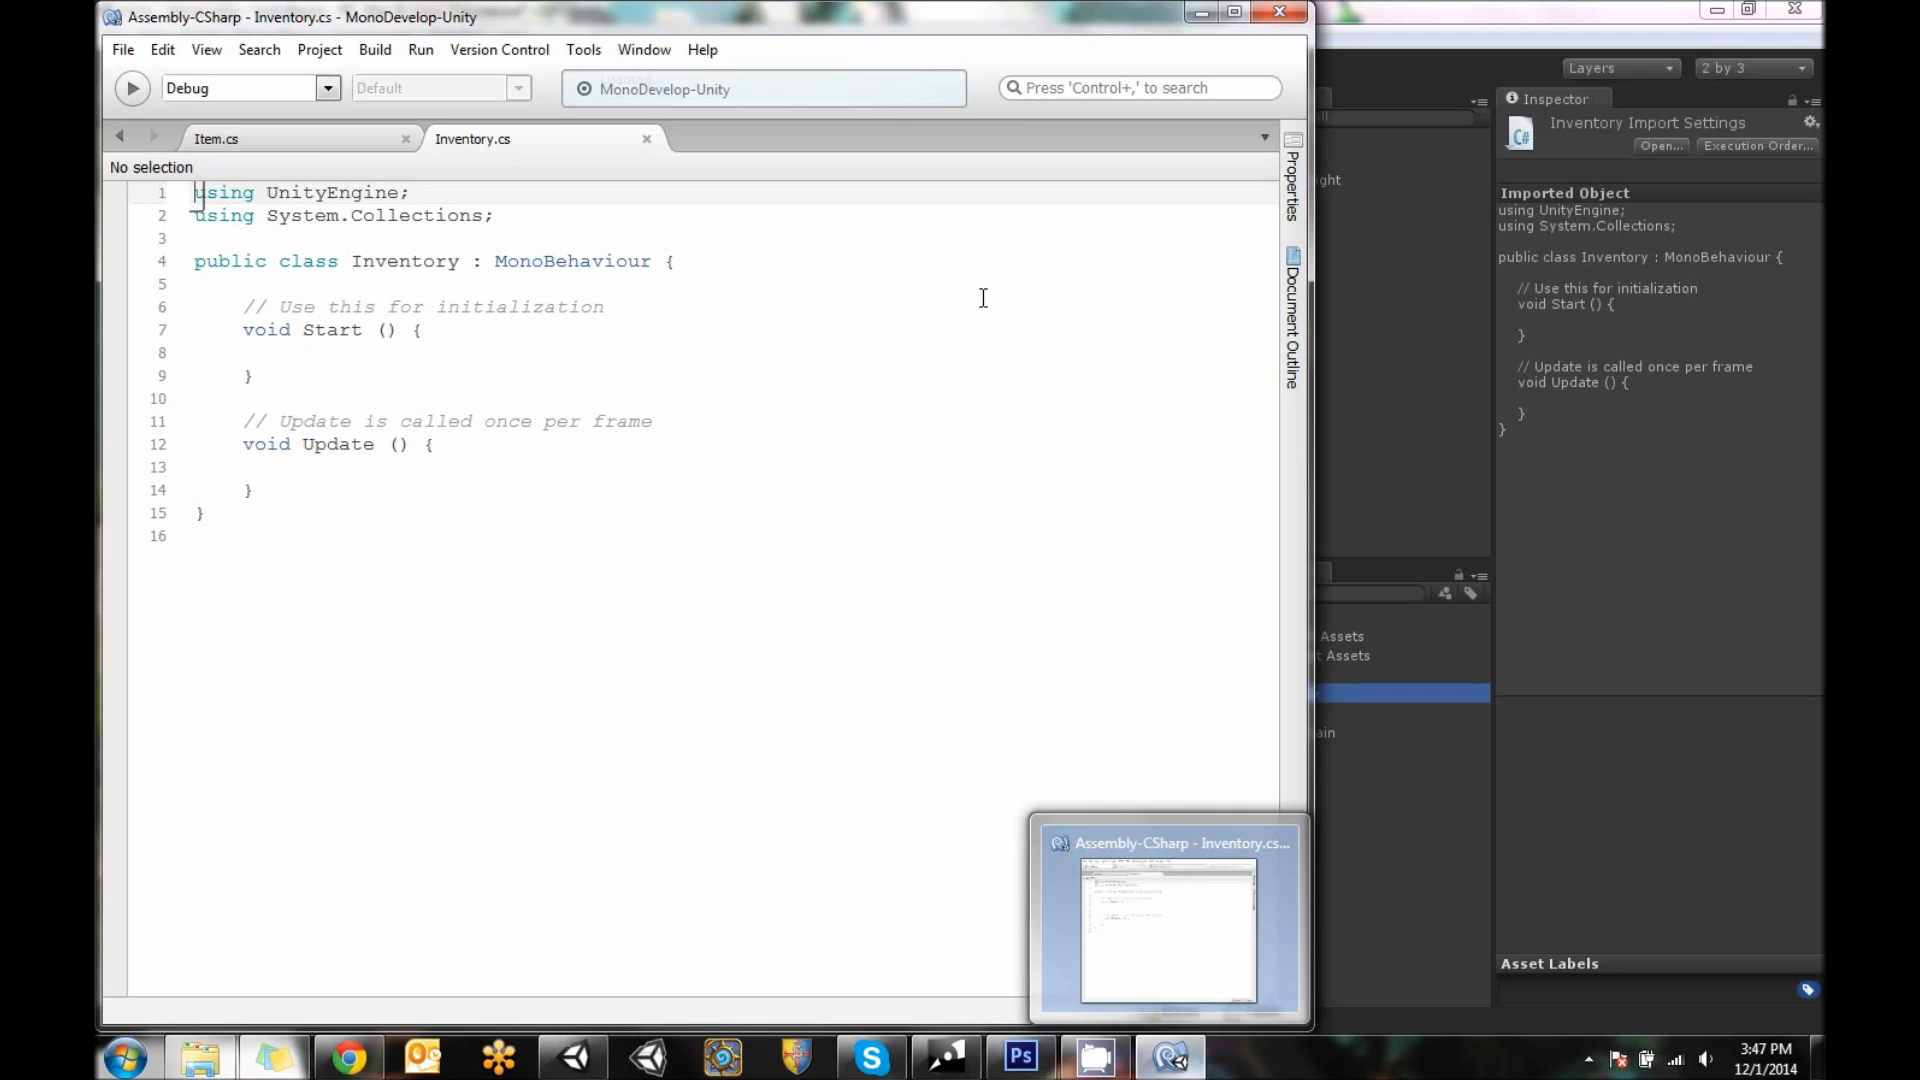 Assembly-CSharp - Inventory.cs - MonoDevelop-Unity
File Edit View Search Project Build Run Version Control Tools Window Help
Debug
Default
MonoDevelop-Unity
Press 'Control+,' to search
Item.cs
Inventory.cs
No selection
1 using UnityEngine;
2 using System.Collections;
3
4 public class Inventory : MonoBehaviour {
5
6 // Use this for initialization
7 void Start () {
8
9 }
10
11 // Update is called once per frame
12 void Update () {
13
14 }
15 }
16
Properties
Document Outline
Layers
2 by 3
Inspector
Inventory Import Settings
C#
Open...
Execution Order...
Imported Object
using UnityEngine;
using System.Collections;
public class Inventory : MonoBehaviour {
// Use this for initialization
void Start () {
}
// Update is called once per frame
void Update () {
}
}
ight
Assets
t Assets
ain
Asset Labels
Assembly-CSharp - Inventory.cs...
Ps
3:47 PM
12/1/2014